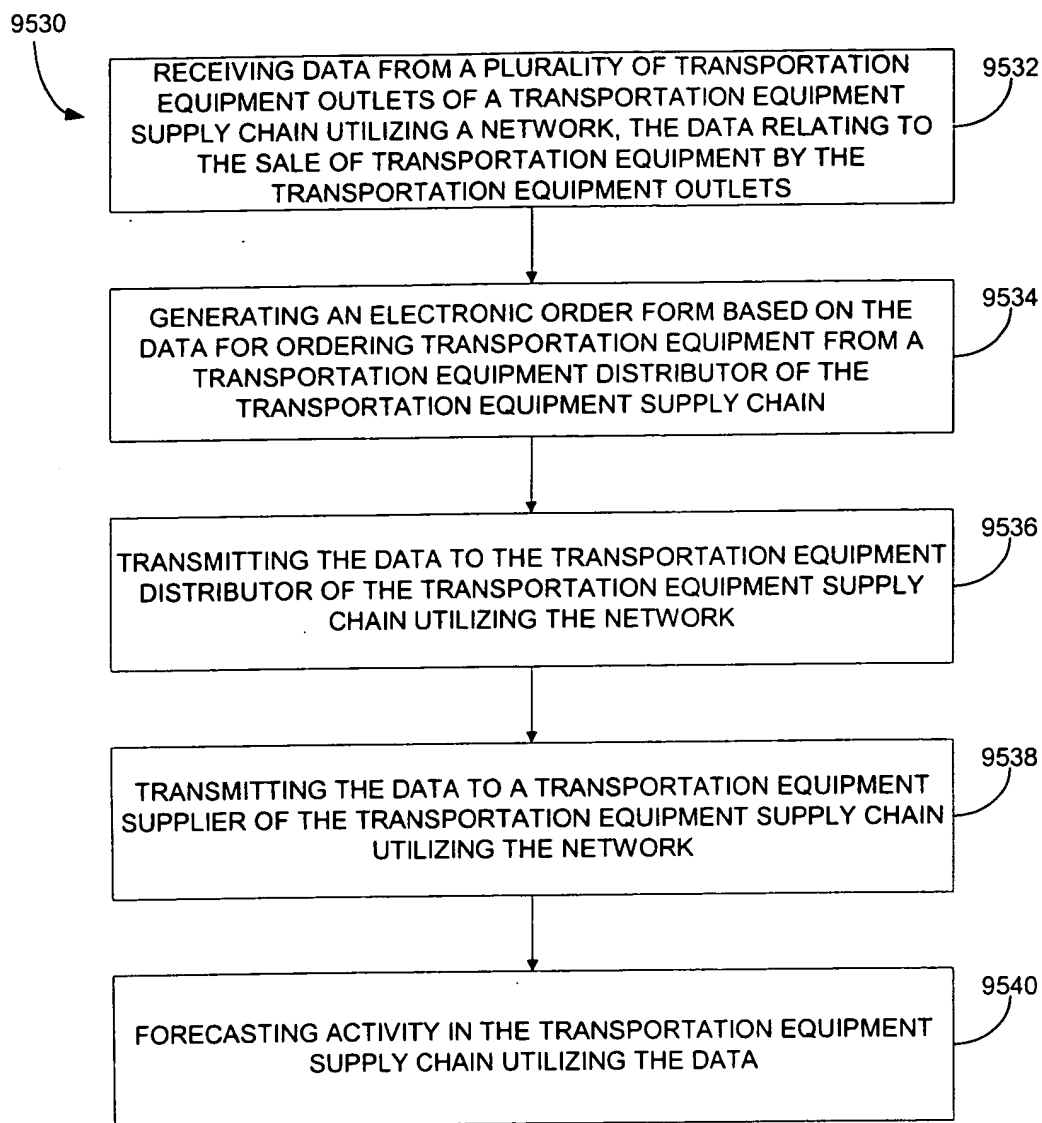 9530
RECEIVING DATA FROM A PLURALITY OF TRANSPORTATION
EQUIPMENT OUTLETS OF A TRANSPORTATION EQUIPMENT
SUPPLY CHAIN UTILIZING A NETWORK, THE DATA RELATING TO
THE SALE OF TRANSPORTATION EQUIPMENT BY THE
TRANSPORTATION EQUIPMENT OUTLETS
9532
GENERATING AN ELECTRONIC ORDER FORM BASED ON THE
DATA FOR ORDERING TRANSPORTATION EQUIPMENT FROM A
TRANSPORTATION EQUIPMENT DISTRIBUTOR OF THE
TRANSPORTATION EQUIPMENT SUPPLY CHAIN
9534
TRANSMITTING THE DATA TO THE TRANSPORTATION EQUIPMENT
DISTRIBUTOR OF THE TRANSPORTATION EQUIPMENT SUPPLY
CHAIN UTILIZING THE NETWORK
9536
TRANSMITTING THE DATA TO A TRANSPORTATION EQUIPMENT
SUPPLIER OF THE TRANSPORTATION EQUIPMENT SUPPLY CHAIN
UTILIZING THE NETWORK
9538
FORECASTING ACTIVITY IN THE TRANSPORTATION EQUIPMENT
SUPPLY CHAIN UTILIZING THE DATA
9540